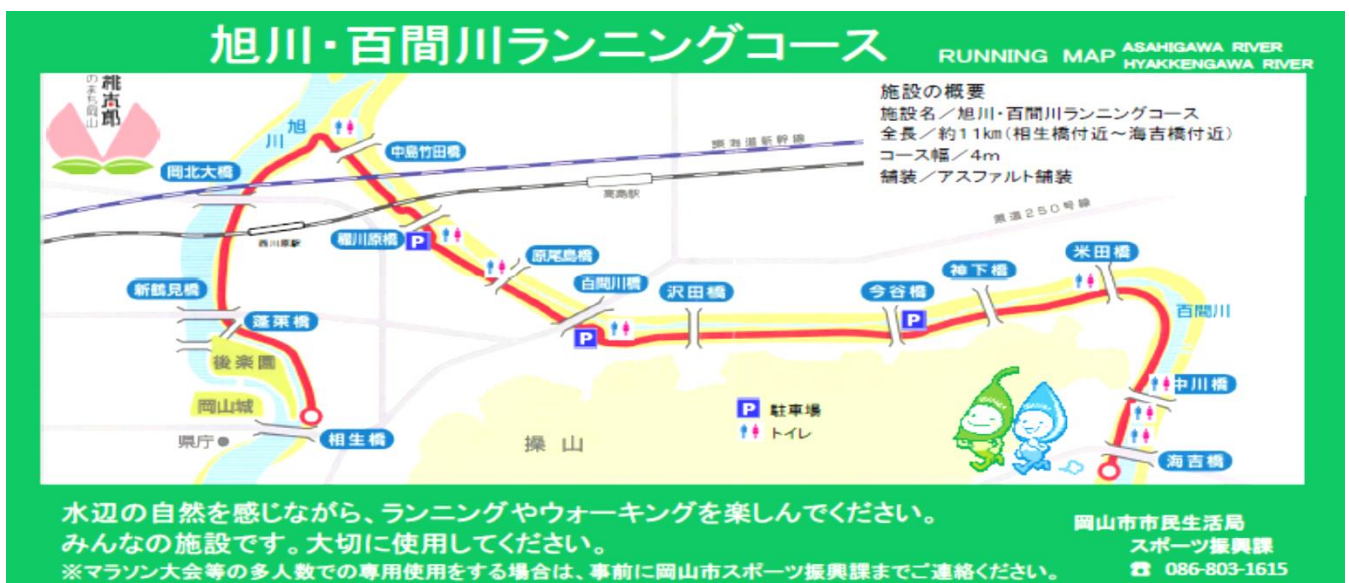 旭川・百間川ランニングコース
RUNNING MAP
ASAHIGAWA RIVER
HYAKKENGAWA RIVER
桃太郎
のまち岡山
施設の概要
施設名／旭川・百間川ランニングコース
全長／約11km(相生橋付近～海吉橋付近)
コース幅／4m
舗装／アスファルト舗装
旭川
中島竹田橋
東海道新幹線
岡北大橋
高島駅
県道250号線
西川原駅
P
原尾島橋
米田橋
神下橋
百間川橋
新鶴見橋
沢田橋
今谷橋
P
百間川
蓬莱橋
P
後楽園
中川橋
岡山城
P 駐車場
トイレ
県庁
相生橋
操山
海吉橋
水辺の自然を感じながら、ランニングやウォーキングを楽しんでください。
みんなの施設です。大切に使用してください。
※マラソン大会等の多人数での専用使用をする場合は、事前に岡山市スポーツ振興課までご連絡ください。
岡山市市民生活局
スポーツ振興課
☎ 086-803-1615